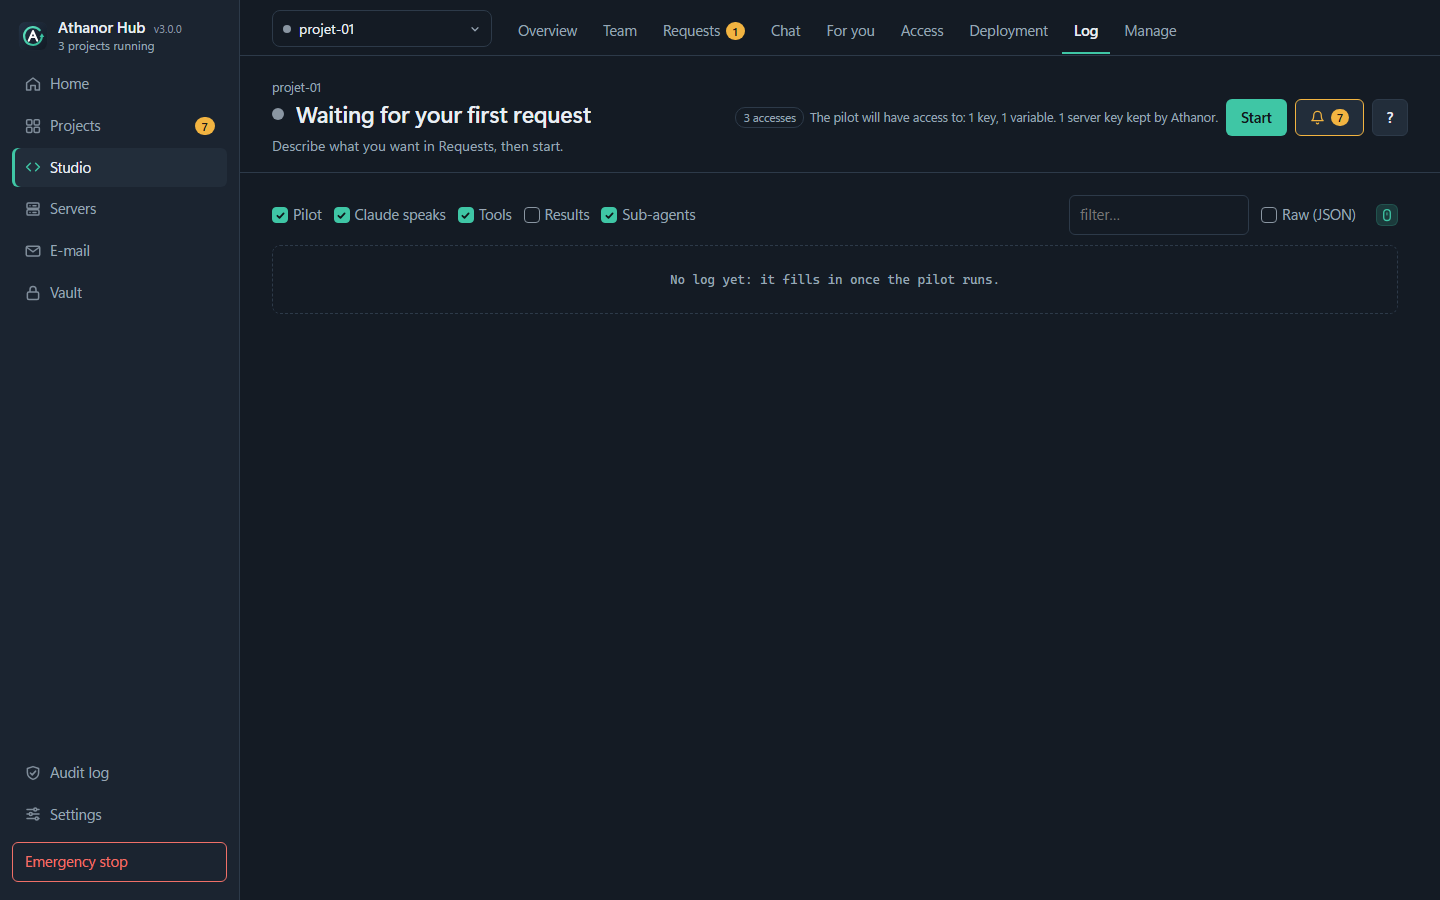 Athanor Hub v3.0.0
3 projects running
Home
Projects 7
Studio
Servers
E-mail
Vault
Audit log
Settings
Emergency stop
projet-01
Overview Team Requests 1 Chat For you Access Deployment Log Manage
projet-01
Waiting for your first request
Describe what you want in Requests, then start.
3 accesses The pilot will have access to: 1 key, 1 variable. 1 server key kept by Athanor. Start 7 ?
Pilot Claude speaks Tools Results Sub-agents filter... Raw (JSON) 0
No log yet: it fills in once the pilot runs.